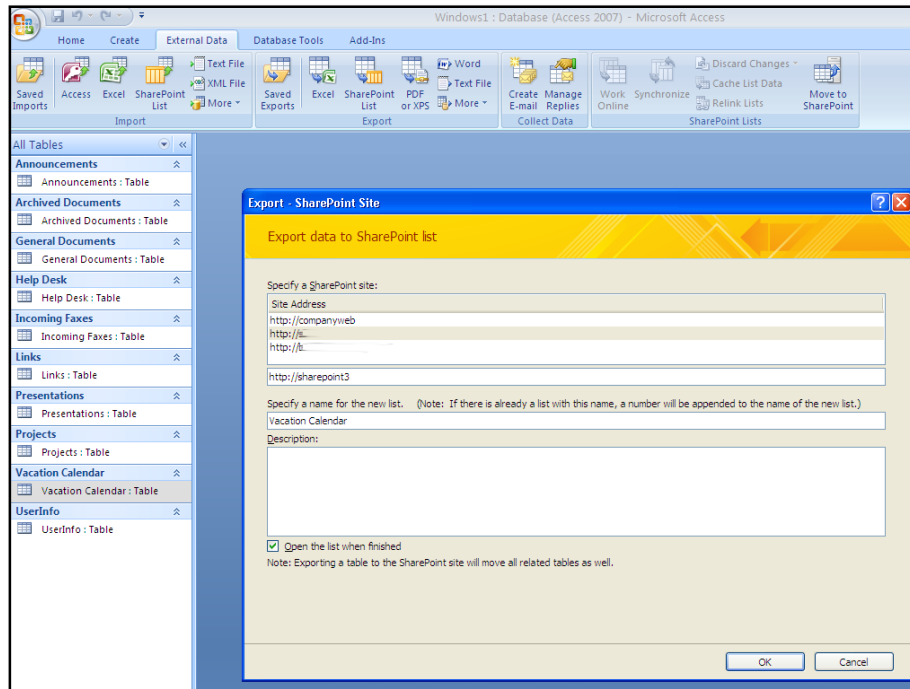 Windows1 : Database (Access 2007) - Microsoft Access
Home Create External Data Database Tools Add-Ins
Saved Imports
Access
Excel
SharePoint List
Text File
XML File
More
Import
Saved Exports
Excel
SharePoint List
PDF or XPS
Word
Text File
More
Export
Create E-mail
Manage Replies
Collect Data
Work Online
Synchronize
Discard Changes
Cache List Data
Relink Lists
Move to SharePoint
SharePoint Lists
All Tables
Announcements
Announcements : Table
Archived Documents
Archived Documents : Table
General Documents
General Documents : Table
Help Desk
Help Desk : Table
Incoming Faxes
Incoming Faxes : Table
Links
Links : Table
Presentations
Presentations : Table
Projects
Projects : Table
Vacation Calendar
Vacation Calendar : Table
UserInfo
UserInfo : Table
Export - SharePoint Site
Export data to SharePoint list
Specify a SharePoint site:
Site Address
http://companyweb
http://
http://
http://sharepoint3
Specify a name for the new list. (Note: If there is already a list with this name, a number will be appended to the name of the new list.)
Vacation Calendar
Description:
Open the list when finished
Note: Exporting a table to the SharePoint site will move all related tables as well.
OK Cancel